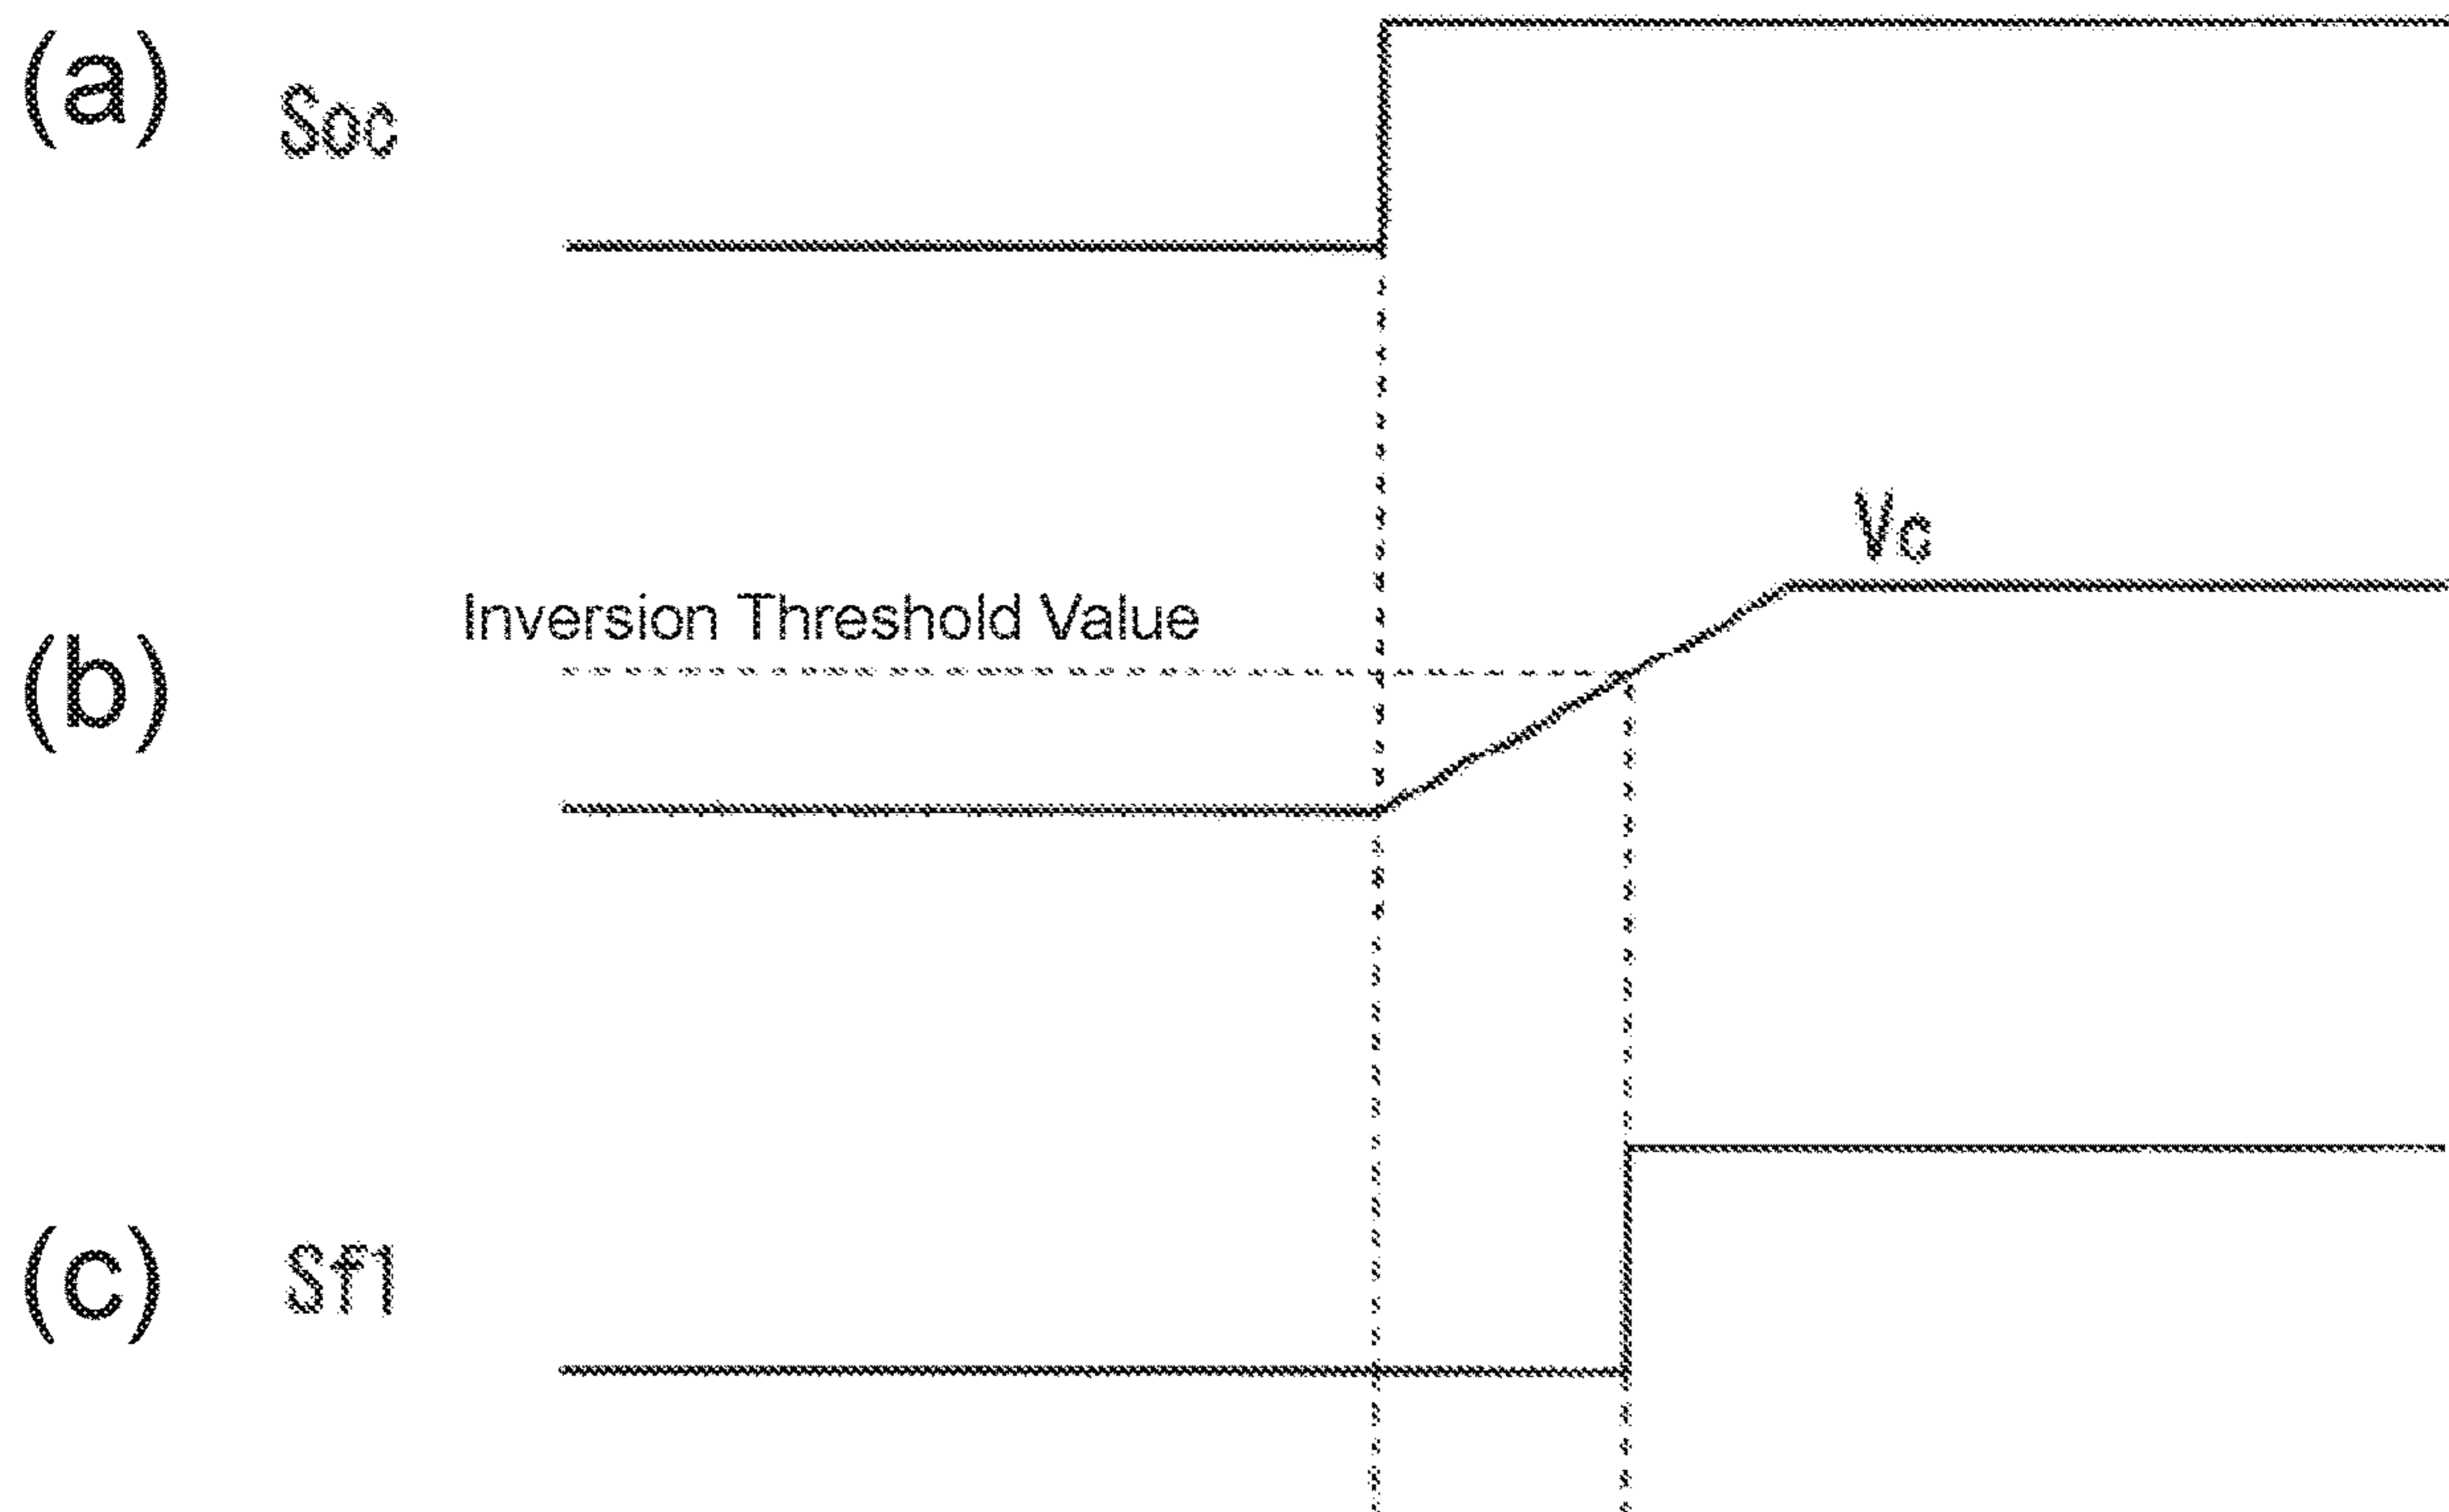 (a) Soc
Vc
Inversion Threshold Value
(b)
(c) Sf1